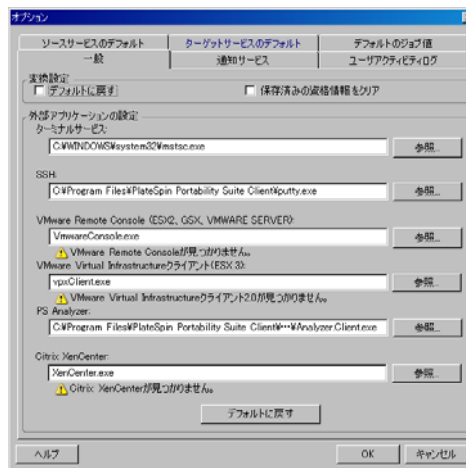 オプション
ソースサービスのデフォルト
ターゲットサービスのデフォルト
デフォルトのジョブ値
一般
通知サービス
ユーザアクティビティログ
変換設定
デフォルトに戻す
保存済みの資格情報をクリア
外部アプリケーションの設定
ターミナルサービス:
C:¥WINDOWS¥system32¥mstsc.exe
参照...
SSH:
C:¥Program Files¥PlateSpin Portability Suite Client¥putty.exe
参照...
VMware Remote Console (ESX2, GSX, VMWARE SERVER):
VmwareConsole.exe
参照...
VMware Remote Consoleが見つかりません。
VMware Virtual Infrastructureクライアント(ESX 3):
vpxClient.exe
参照...
VMware Virtual Infrastructureクライアント2.0が見つかりません。
PS Analyzer:
C:¥Program Files¥PlateSpin Portability Suite Client¥...¥Analyzer.Client.exe
参照...
Citrix XenCenter:
XenCenter.exe
参照...
Citrix XenCenterが見つかりません。
デフォルトに戻す
ヘルプ
OK
キャンセル